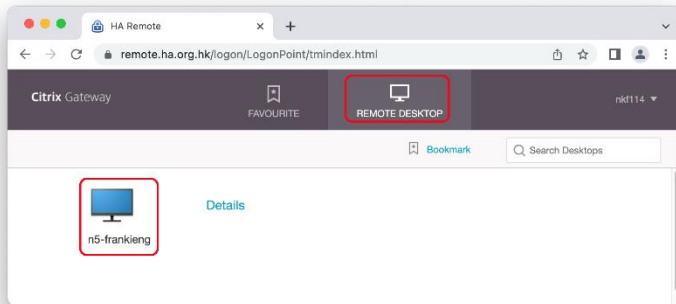 HA Remote
remote.ha.org.hk/logon/LogonPoint/tmindex.html
Citrix Gateway
FAVOURITE
REMOTE DESKTOP
nkf114
Bookmark
Search Desktops
Details
n5-frankieng